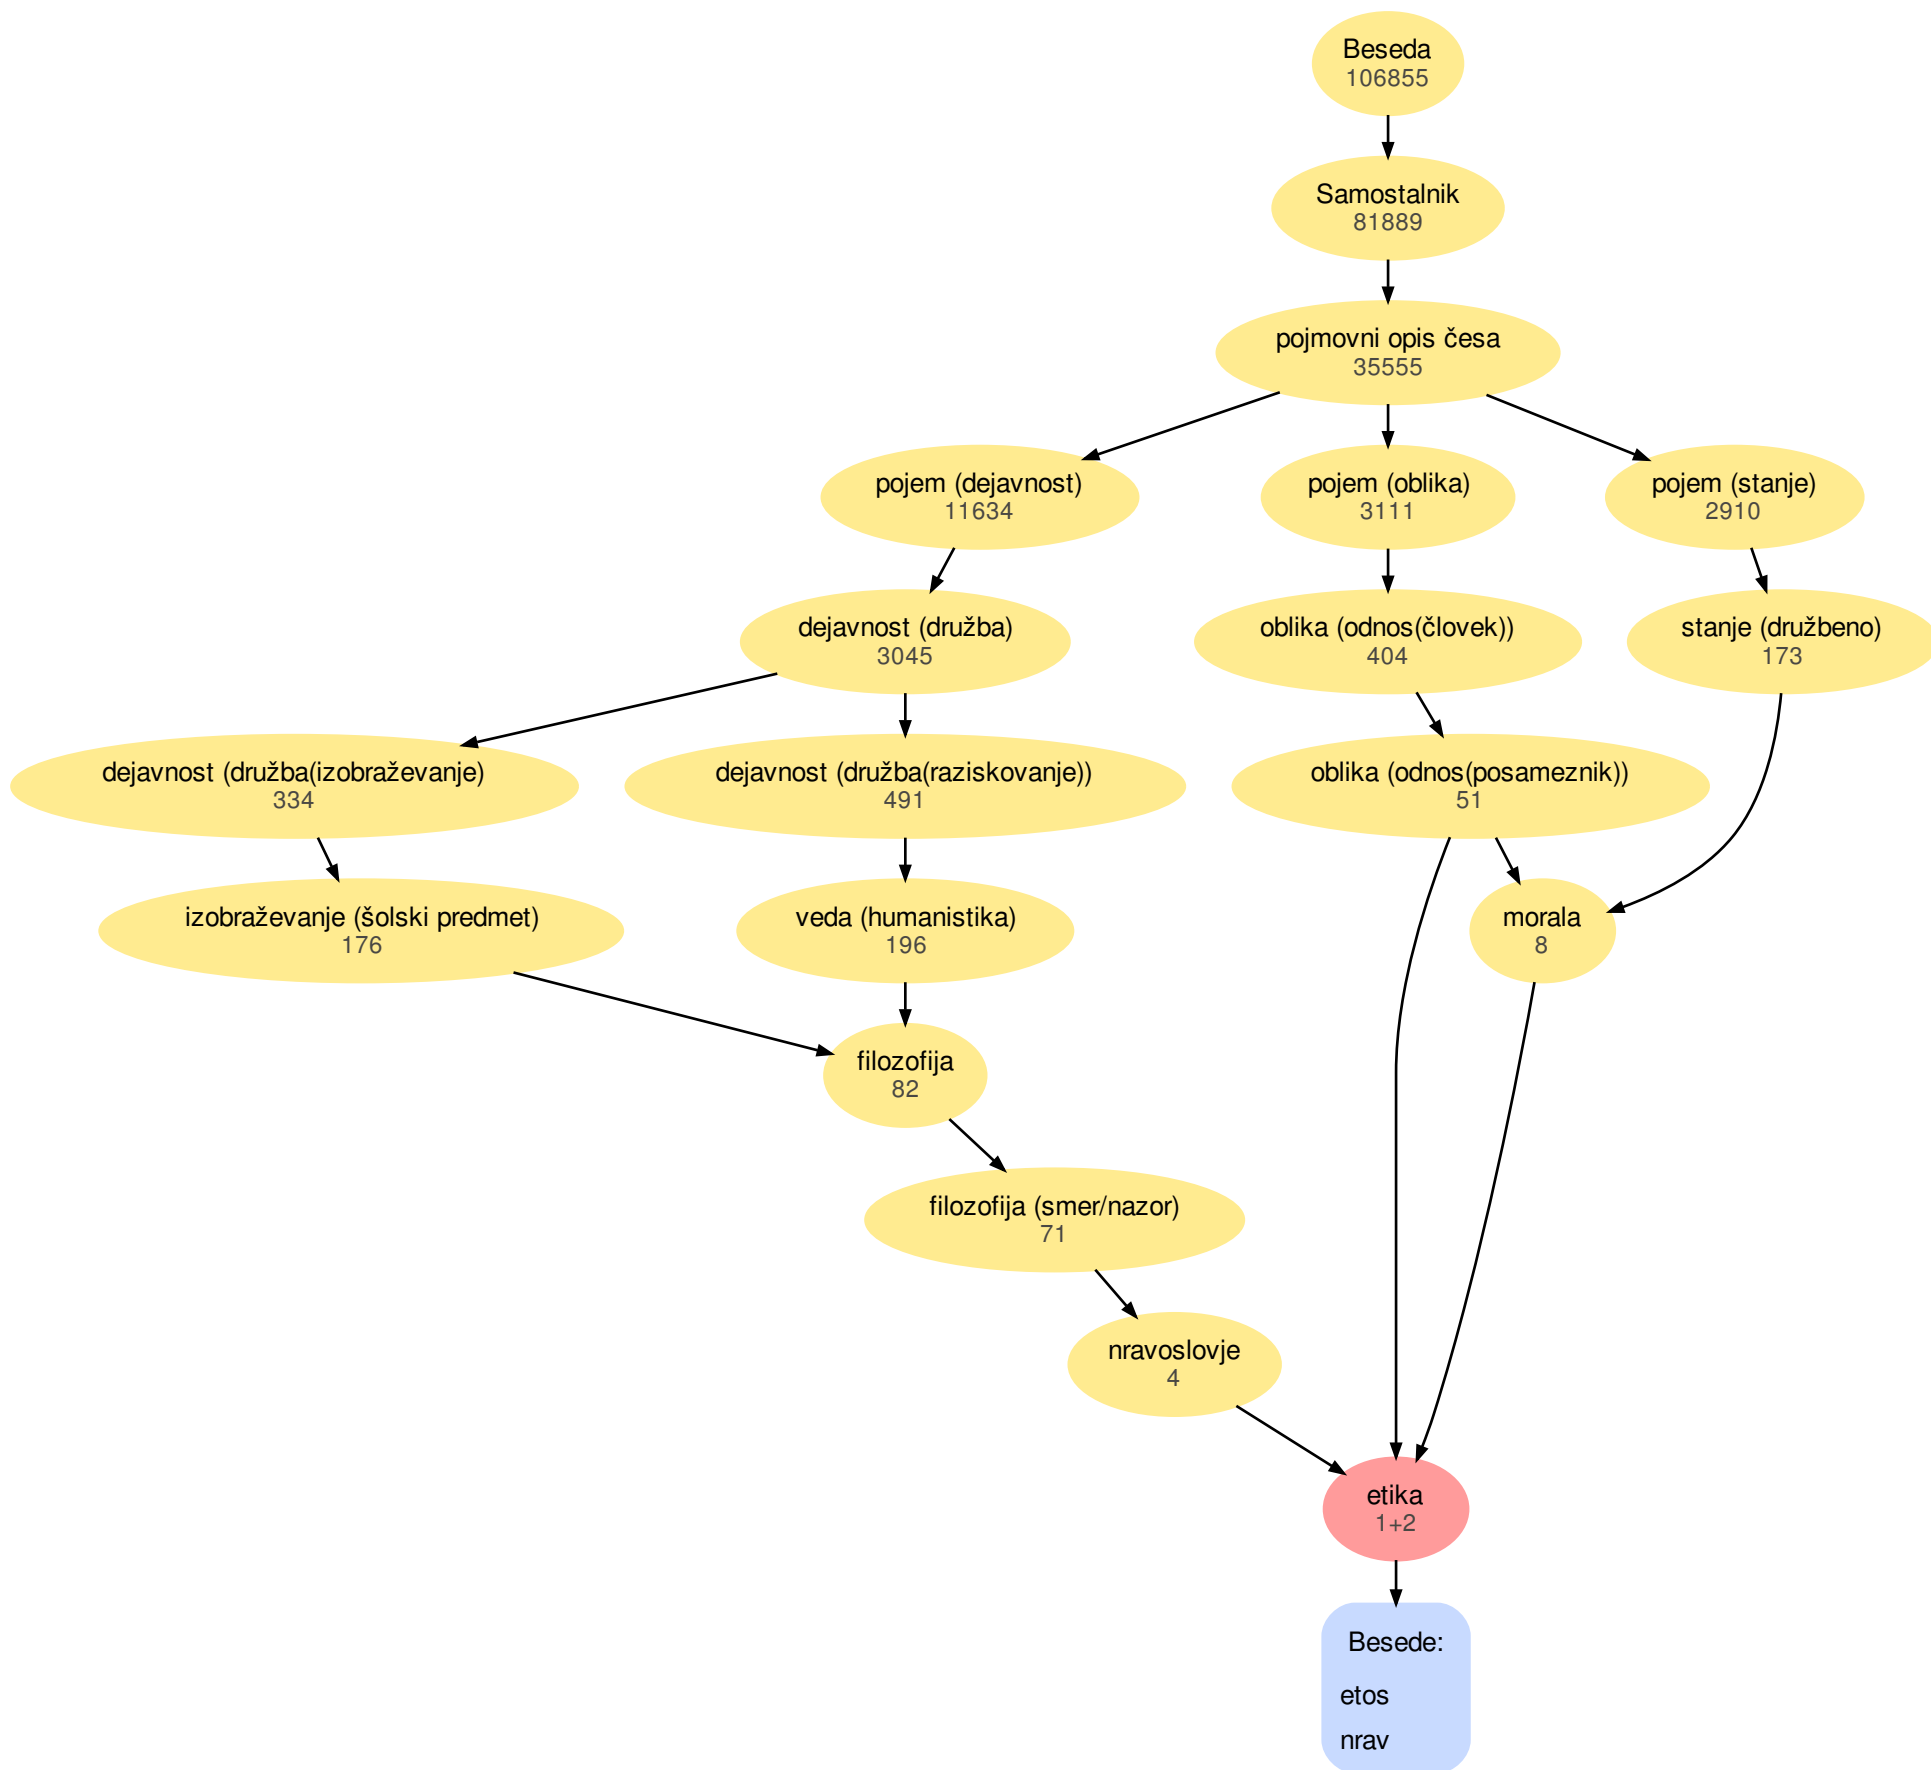 Beseda
106855
Samostalnik
81889
pojmovni opis česa
35555
pojem (dejavnost)
11634
pojem (oblika)
3111
pojem (stanje)
2910
dejavnost (družba)
3045
oblika (odnos(človek))
404
stanje (družbeno)
173
dejavnost (družba(izobraževanje)
334
dejavnost (družba(raziskovanje))
491
oblika (odnos(posameznik))
51
izobraževanje (šolski predmet)
176
veda (humanistika)
196
morala
8
filozofija
82
filozofija (smer/nazor)
71
nravoslovje
4
etika
1+2
Besede:
etos
nrav